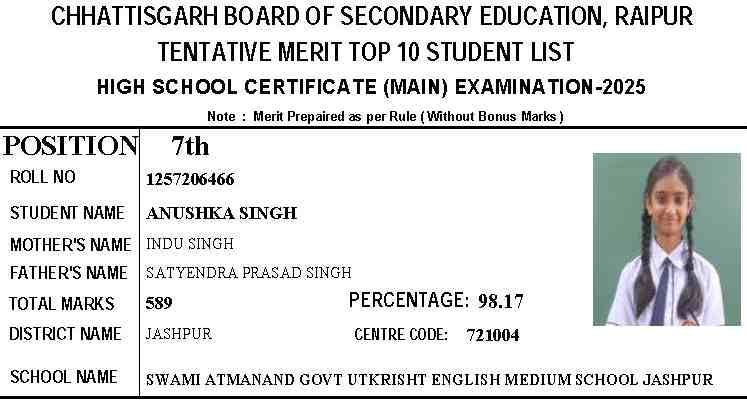 CHHATTISGARH BOARD OF SECONDARY EDUCATION, RAIPUR
TENTATIVE MERIT TOP 10 STUDENT LIST
HIGH SCHOOL CERTIFICATE (MAIN) EXAMINATION-2025
Note : Merit Prepaired as per Rule ( Without Bonus Marks )
POSITION 7th
ROLL NO 1257206466
STUDENT NAME ANUSHKA SINGH
MOTHER'S NAME INDU SINGH
FATHER'S NAME SATYENDRA PRASAD SINGH
TOTAL MARKS 589 PERCENTAGE: 98.17
DISTRICT NAME JASHPUR CENTRE CODE: 721004
SCHOOL NAME SWAMI ATMANAND GOVT UTKRISHT ENGLISH MEDIUM SCHOOL JASHPUR